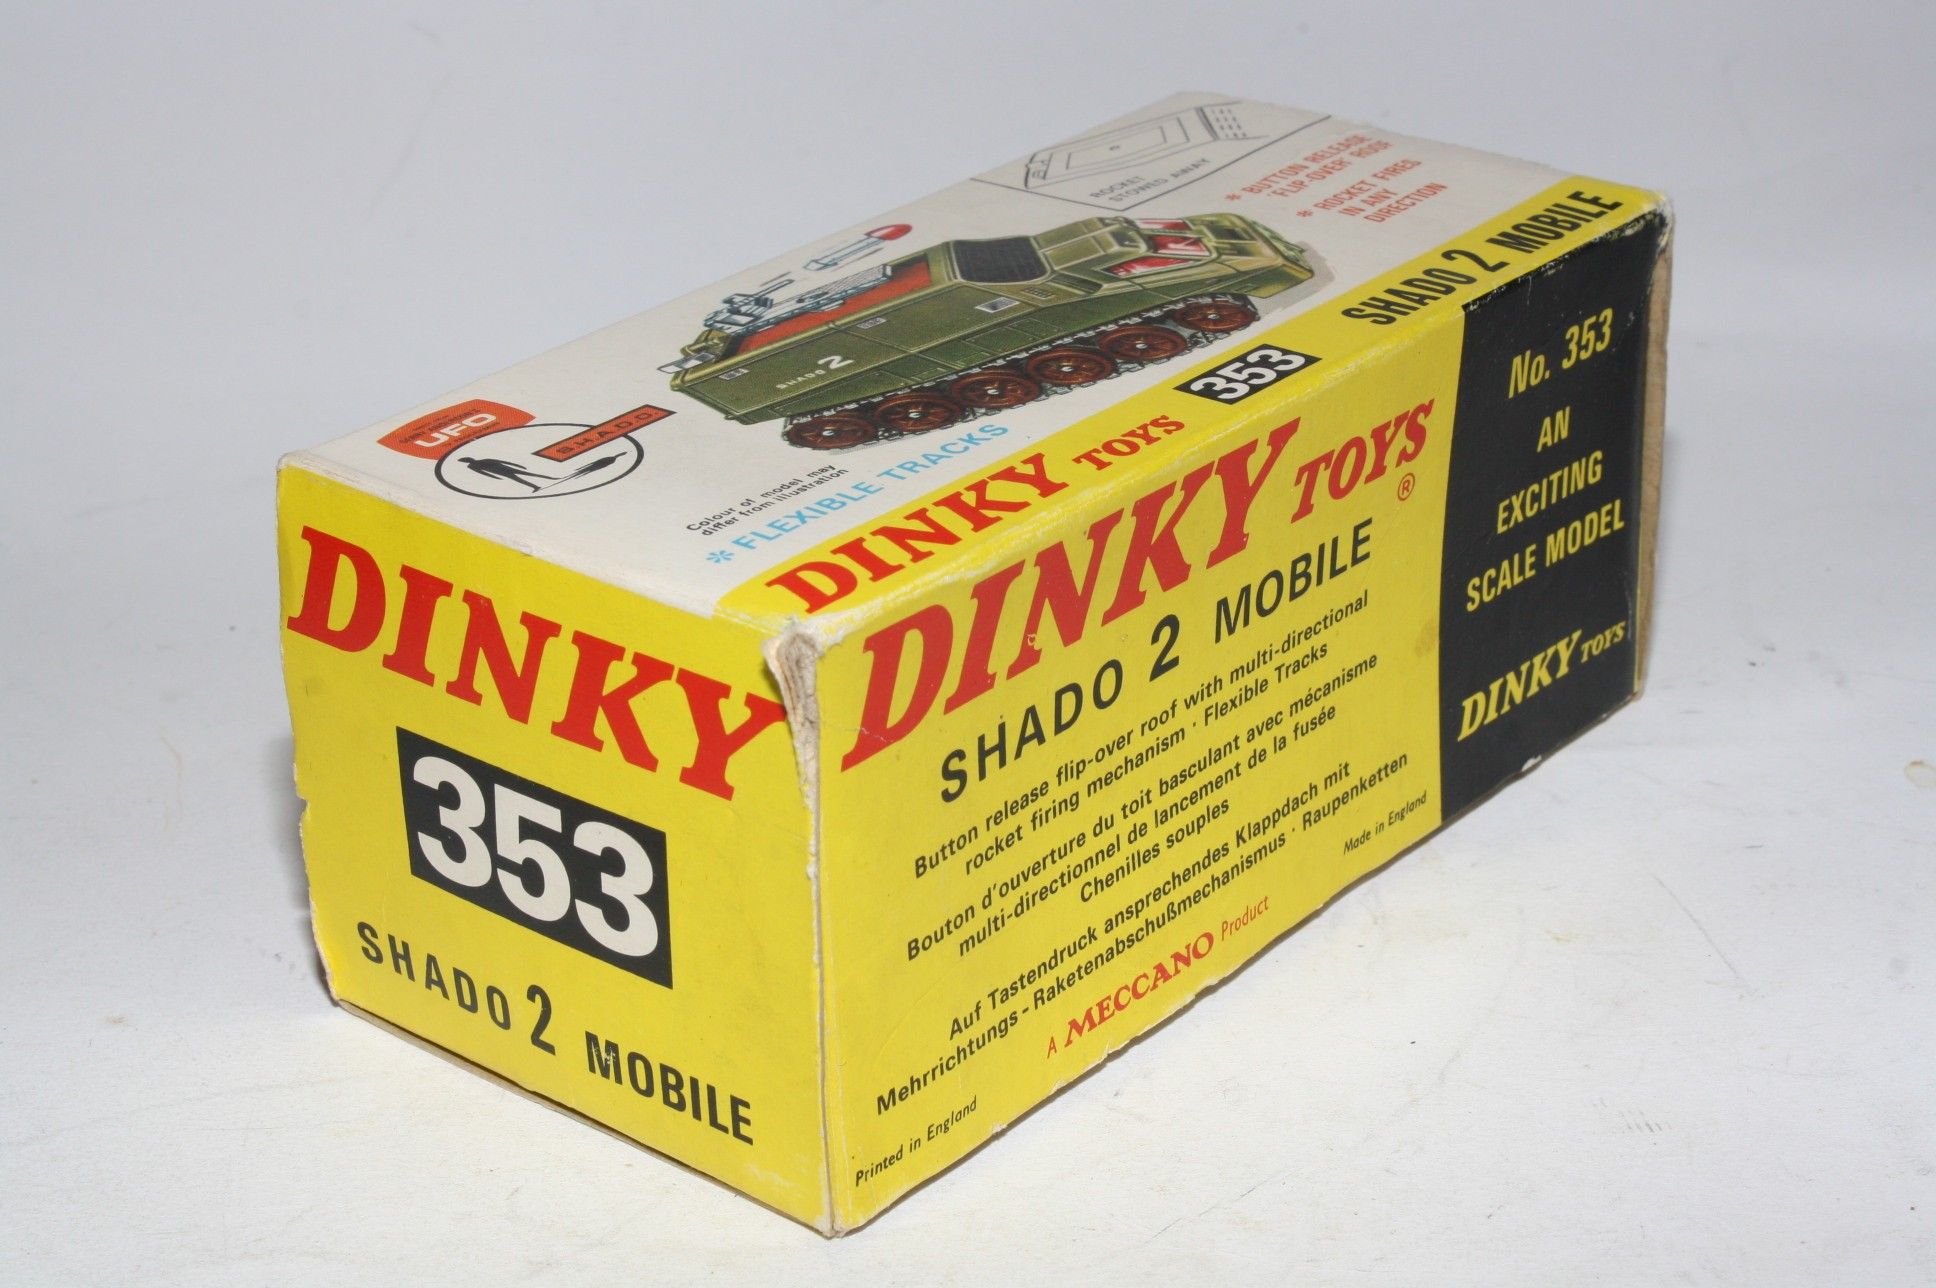 ROCKET
STOWED AWAY
* BUTTON RELEASE
'FLIP-OVER' ROOF
* ROCKET FIRES
IN ANY
DIRECTION
SHADO 2
UFO
S.H.A.D.O.
Colour of model may
differ from illustration
* FLEXIBLE TRACKS
DINKY TOYS 353 SHADO 2 MOBILE
DINKY
353
SHADO 2 MOBILE
DINKY TOYS ®
SHADO 2 MOBILE
Button release flip-over roof with multi-directional
rocket firing mechanism · Flexible Tracks
Bouton d'ouverture du toit basculant avec mécanisme
multi-directionnel de lancement de la fusée
Chenilles souples
Auf Tastendruck ansprechendes Klappdach mit
Mehrrichtungs-Raketenabschußmechanismus · Raupenketten
A MECCANO Product
Printed in England
Made in England
No. 353
AN
EXCITING
SCALE MODEL
DINKY TOYS